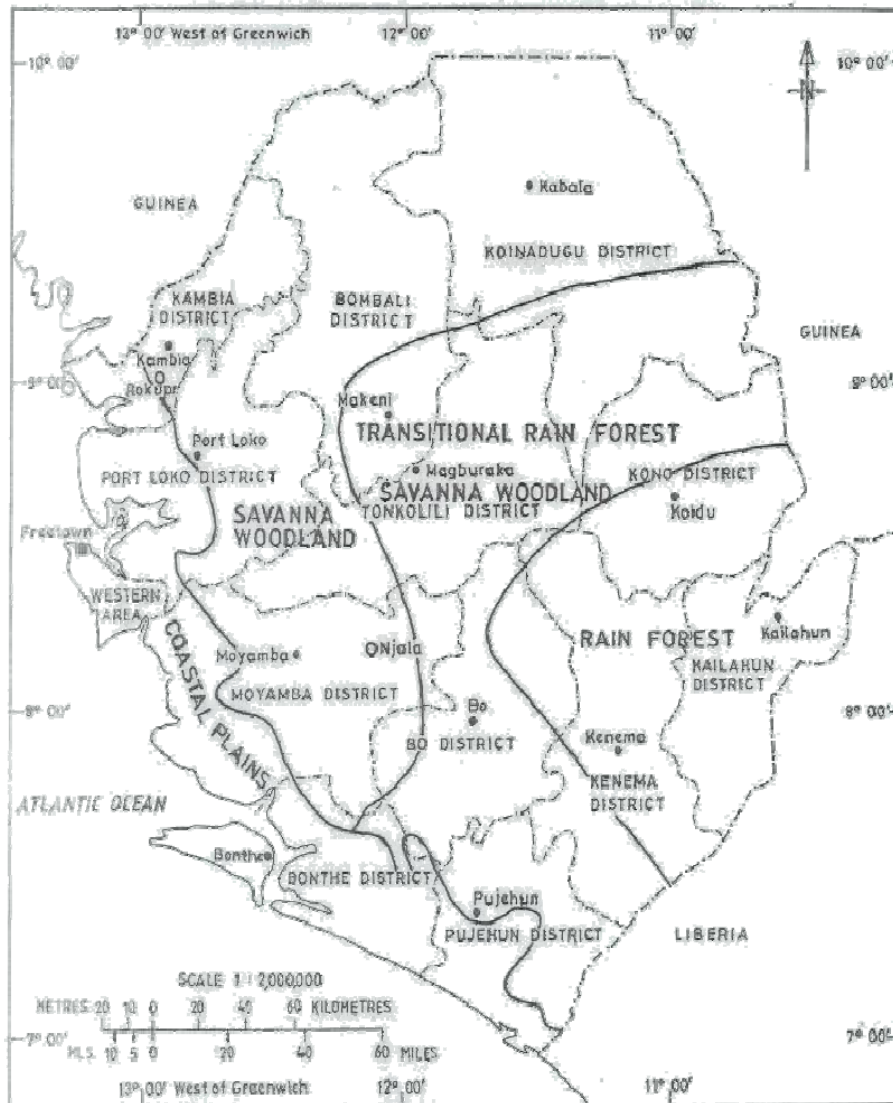 13° 00' West of Greenwich
12° 00'
11° 00'
10° 00'
10° 00'
N
Kabala
GUINEA
KOINADUGU DISTRICT
KAMBIA
DISTRICT
BOMBALI
DISTRICT
GUINEA
Kambia
9° 00'
9° 00'
Rokupr
Makeni
TRANSITIONAL RAIN FOREST
Port Loko
Magburaka
PORT LOKO DISTRICT
KONO DISTRICT
SAVANNA WOODLAND
Koidu
TONKOLILI DISTRICT
SAVANNA
WOODLAND
Freetown
WESTERN
AREA
COASTAL PLAINS
RAIN FOREST
Kailahun
Moyamba
Njala
KAILAHUN
DISTRICT
MOYAMBA DISTRICT
8° 00'
8° 00'
Bo
BO DISTRICT
Kenema
KENEMA
DISTRICT
ATLANTIC OCEAN
Bonthe
BONTHE DISTRICT
Pujehun
PUJEHUN DISTRICT
LIBERIA
SCALE 1 : 2,000,000
METRES 20 10 0 20 40 60 KILOMETRES
7° 00'
7° 00'
MLS. 10 5 0 20 40 60 MILES
13° 00' West of Greenwich
12° 00'
11° 00'